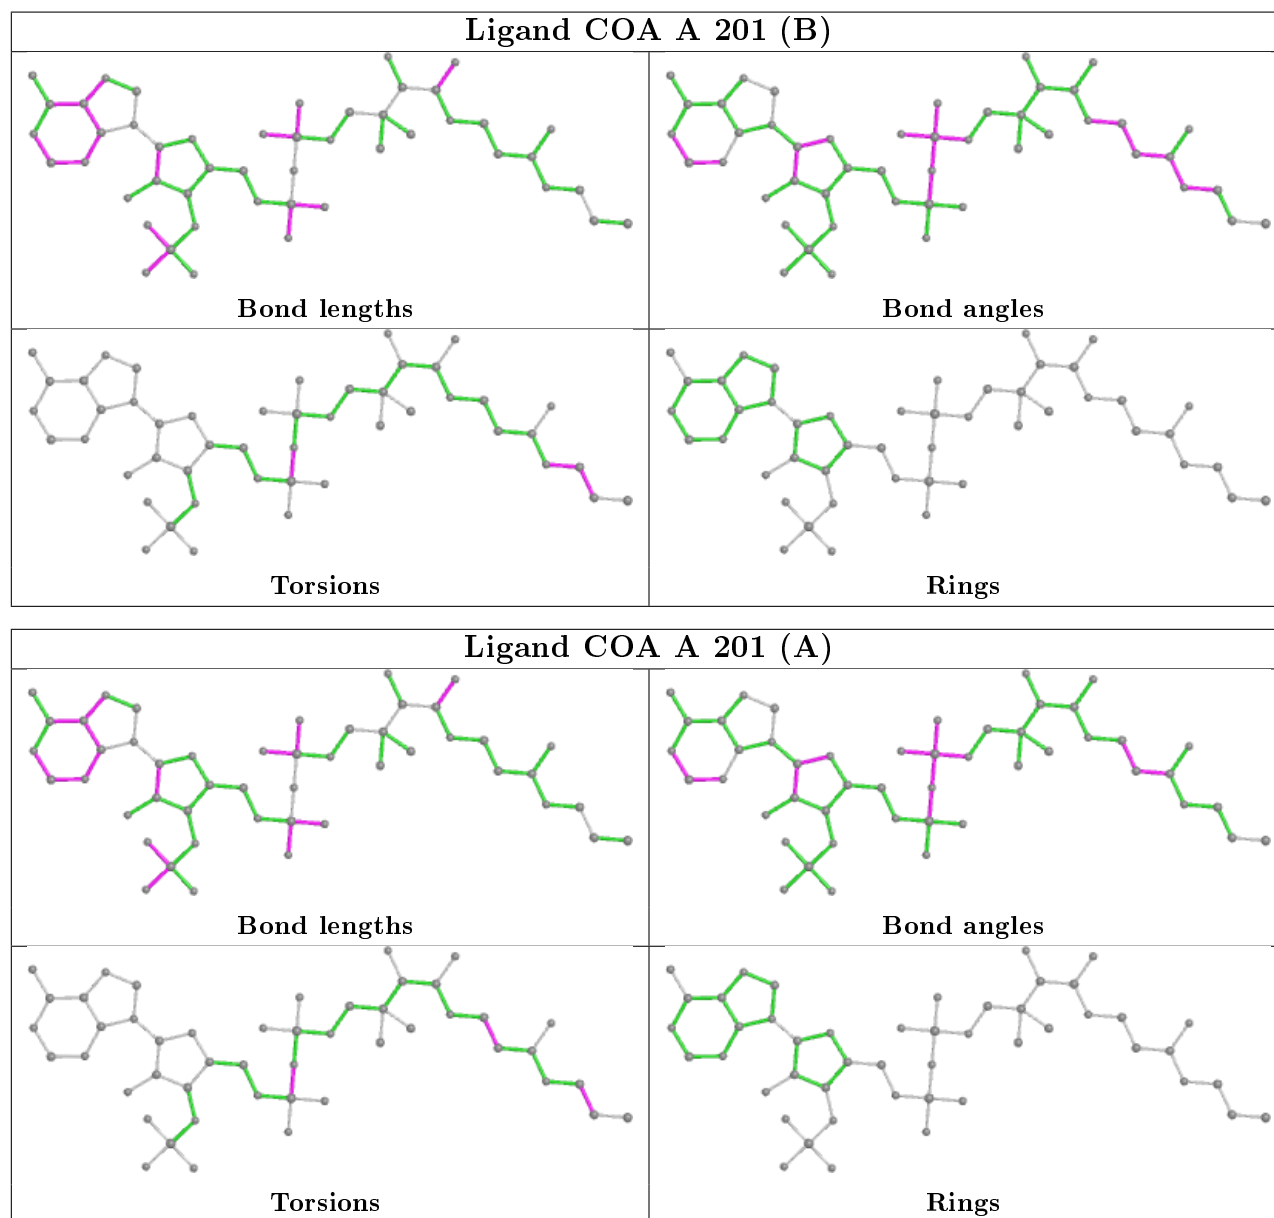 Ligand COA A 201 (B)
Bond lengths
Bond angles
Torsions
Rings
Ligand COA A 201 (A)
Bond lengths
Bond angles
Torsions
Rings